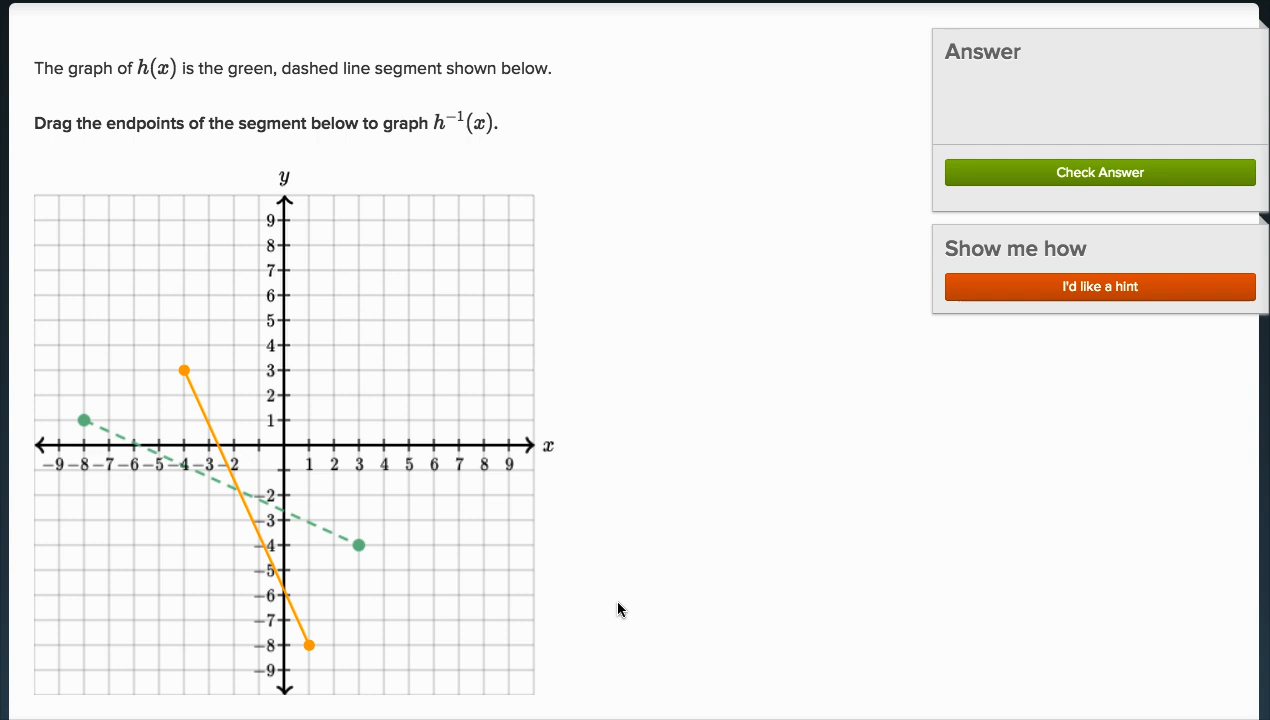 The graph of h(x) is the green, dashed line segment shown below.
Drag the endpoints of the segment below to graph h⁻¹(x).
y
9
8
7
6
5
4
3
2
1
x
−9 −8 −7 −6 −5 −4 −3 −2 1 2 3 4 5 6 7 8 9
−2
−3
−4
−5
−6
−7
−8
−9
Answer
Check Answer
Show me how
I'd like a hint